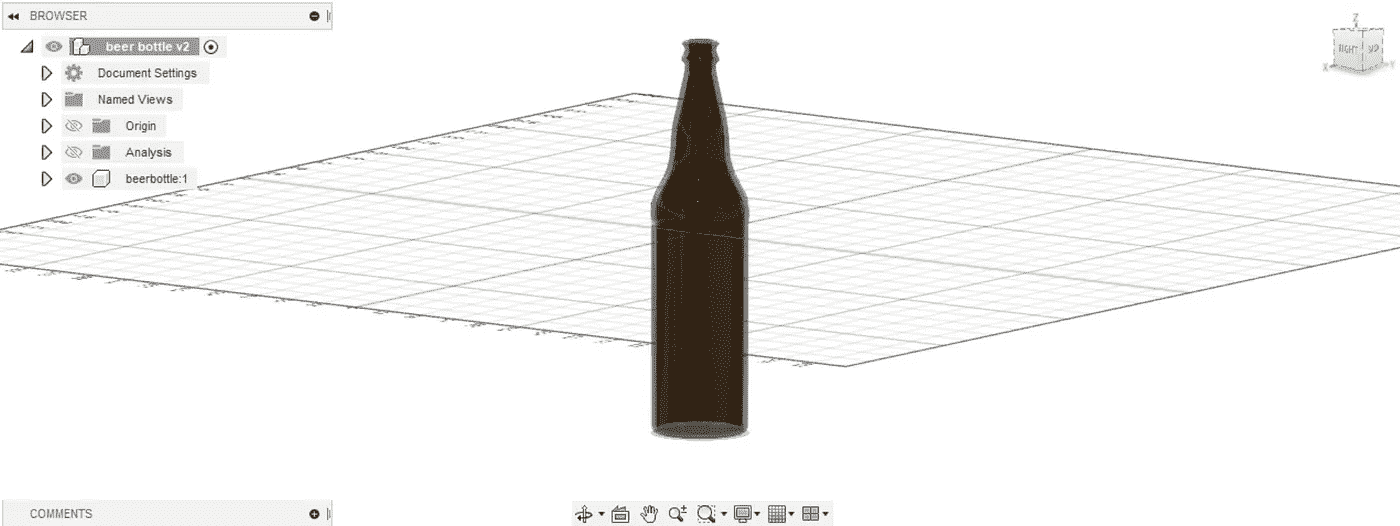 BROWSER
beer bottle v2
Document Settings
Named Views
Origin
Analysis
beerbottle:1
Z
RIGHT
X
Y
COMMENTS